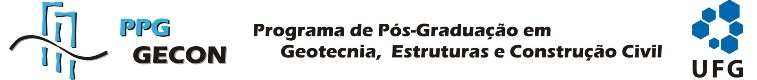 PPG
GECON
Programa de Pós-Graduação em
Geotecnia, Estruturas e Construção Civil
UFG